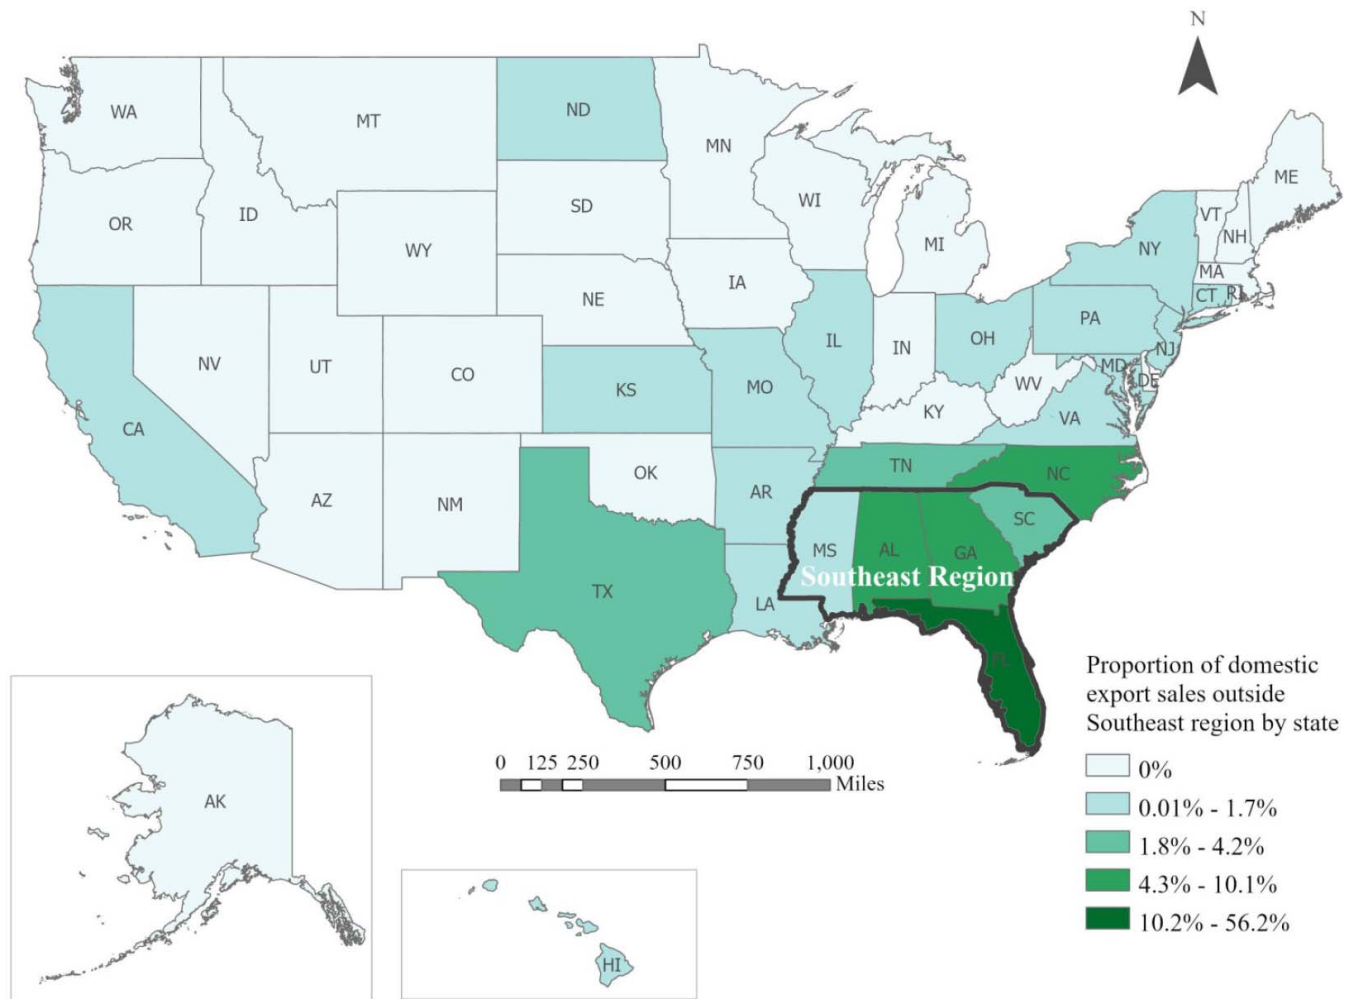 N
WA
MT
ND
MN
ME
OR
ID
SD
WI
VT
NH
WY
MI
NY
MA
IA
CT
RI
NE
PA
NV
UT
CO
IL
IN
OH
NJ
MD
DE
KS
MO
WV
CA
KY
VA
AZ
NM
OK
TN
NC
AR
SC
TX
MS
AL
GA
Southeast Region
LA
FL
Proportion of domestic
export sales outside
Southeast region by state
0%
0.01% - 1.7%
1.8% - 4.2%
4.3% - 10.1%
10.2% - 56.2%
0 125 250 500 750 1,000
Miles
AK
HI